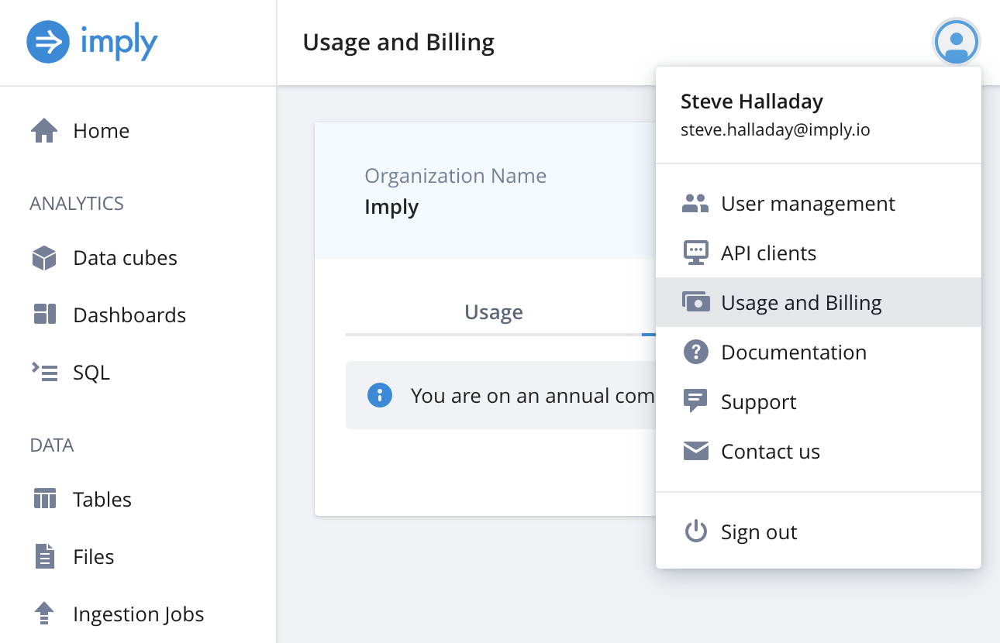 imply
Usage and Billing
Home
ANALYTICS
Data cubes
Dashboards
SQL
DATA
Tables
Files
Ingestion Jobs
Organization Name
Imply
Usage
You are on an annual com
Steve Halladay
steve.halladay@imply.io
User management
API clients
Usage and Billing
Documentation
Support
Contact us
Sign out